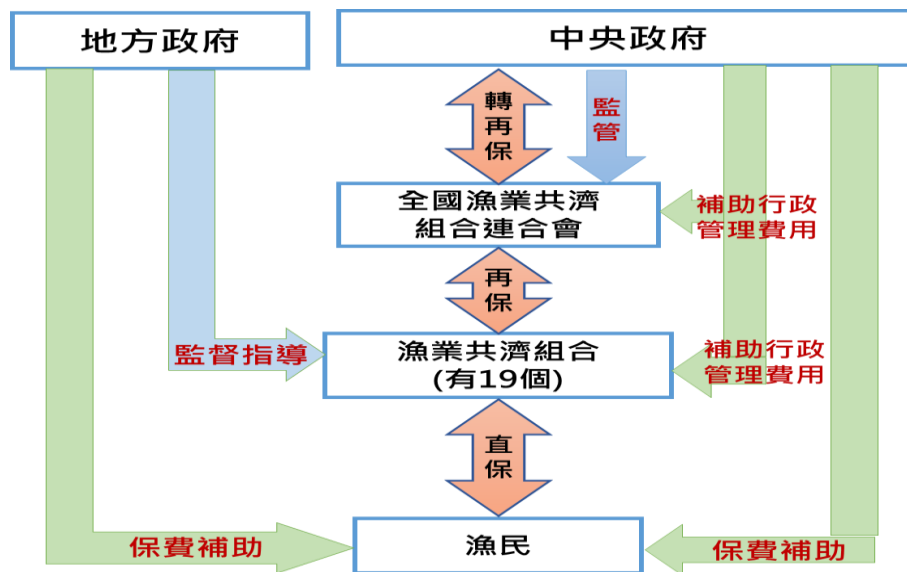 地方政府
中央政府
轉
再
保
監
管
全國漁業共濟
組合連合會
補助行政
管理費用
再
保
監督指導
漁業共濟組合
(有19個)
補助行政
管理費用
直
保
保費補助
漁民
保費補助